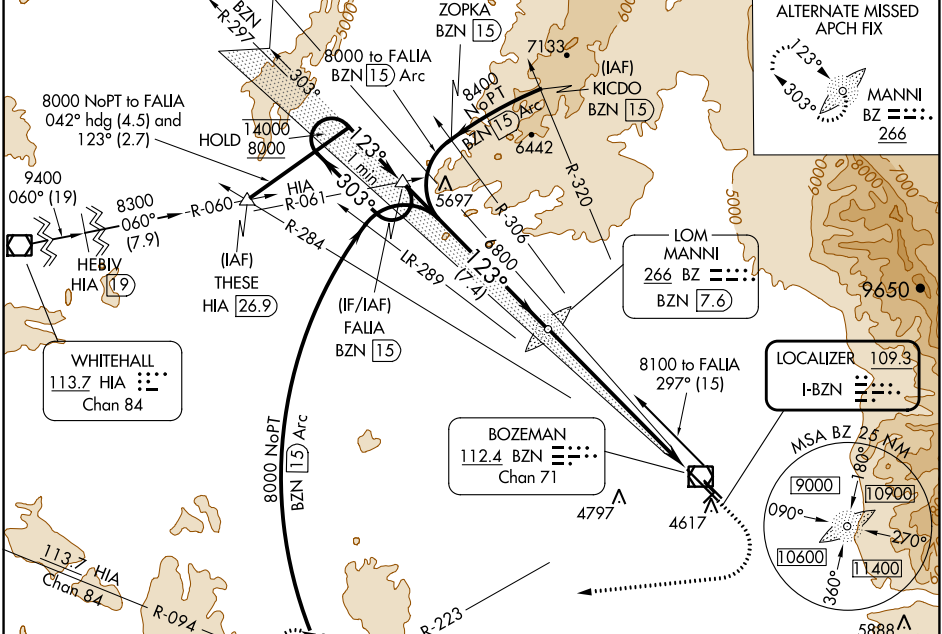 BZN
R-297
303°
8000 to FALIA
BZN 15 Arc
ZOPKA
BZN 15
8400
NoPT
BZN 15 Arc
7133
(IAF)
KICDO
BZN 15
6442
R-320
6000
7000
5000
ALTERNATE MISSED
APCH FIX
123°
303°
MANNI
BZ
266
8000 NoPT to FALIA
042° hdg (4.5) and
123° (2.7)
HOLD
14000
8000
123°
1 min
303°
5697
R-306
9400
060° (19)
8300
060°
(7.9)
HEBIV
HIA 19
R-060
HIA
R-061
R-284
LR-289
(IAF)
THESE
HIA 26.9
(IF/IAF)
FALIA
BZN 15
6800
123°
(7.4)
LOM
MANNI
266 BZ
BZN 7.6
9650
WHITEHALL
113.7 HIA
Chan 84
8100 to FALIA
297° (15)
LOCALIZER 109.3
I-BZN
8000 NoPT
BZN 15 Arc
BOZEMAN
112.4 BZN
Chan 71
4797
4617
MSA BZ 25 NM
180°
9000
10900
090°
270°
10600
11400
360°
113.7 HIA
Chan 84
R-094
R-223
5888
5000